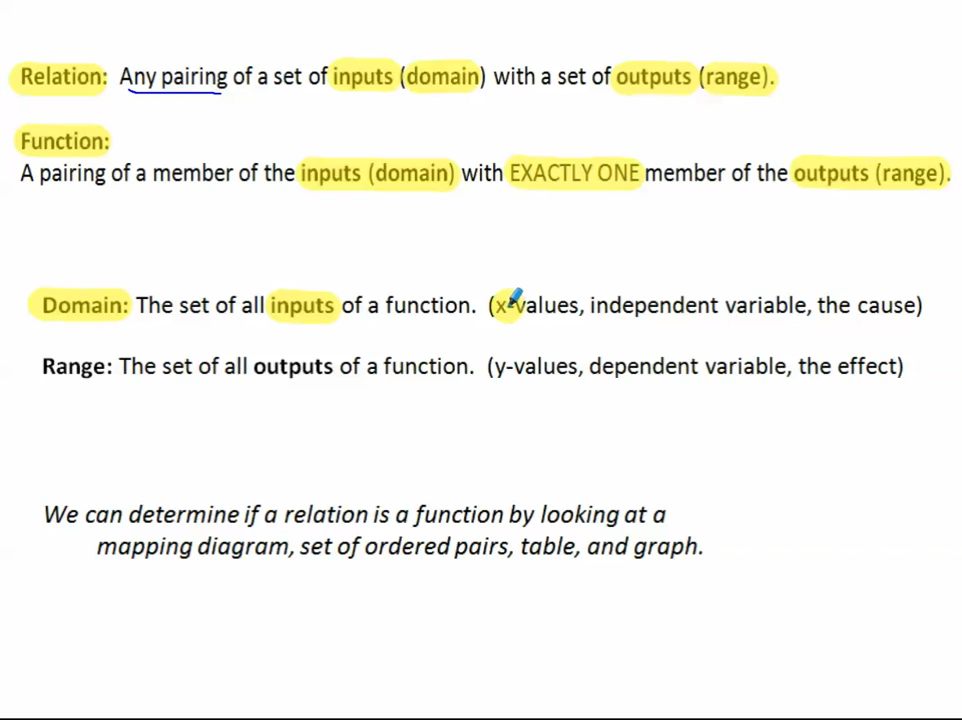 Relation: Any pairing of a set of inputs (domain) with a set of outputs (range).
Function:
A pairing of a member of the inputs (domain) with EXACTLY ONE member of the outputs (range).
Domain: The set of all inputs of a function. (x-values, independent variable, the cause)
Range: The set of all outputs of a function. (y-values, dependent variable, the effect)
We can determine if a relation is a function by looking at a
mapping diagram, set of ordered pairs, table, and graph.